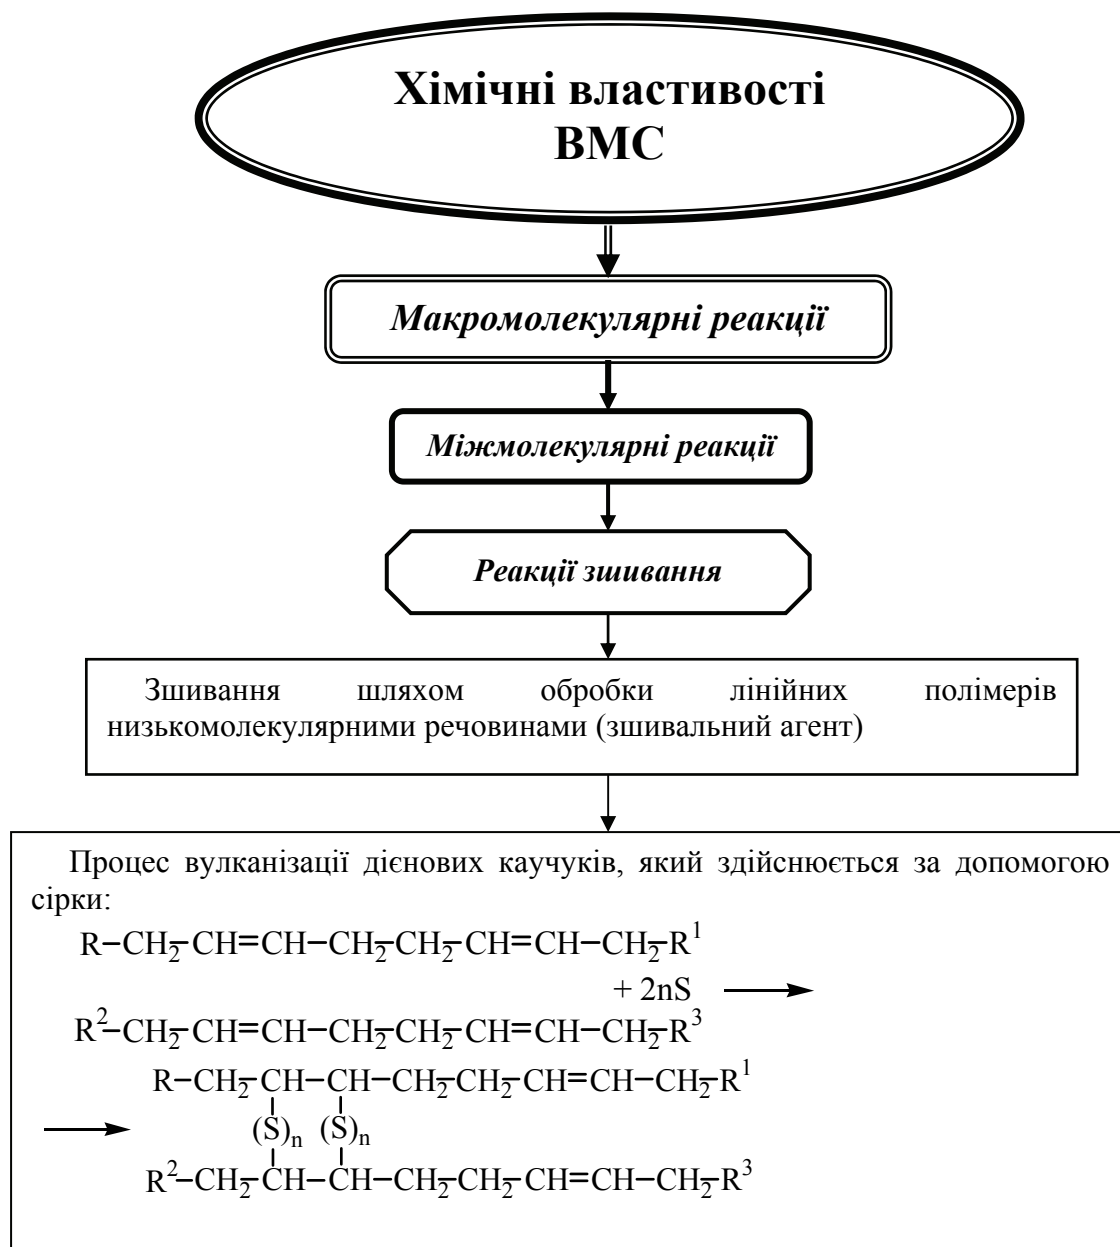 Хімічні властивості
ВМС
Макромолекулярні реакції
Міжмолекулярні реакції
Реакції зшивання
Зшивання шляхом обробки лінійних полімерів
низькомолекулярними речовинами (зшивальний агент)
Процес вулканізації дієнових каучуків, який здійснюється за допомогою
сірки:
R–CH₂–CH=CH–CH₂–CH₂–CH=CH–CH₂–R¹
+ 2nS
R²–CH₂–CH=CH–CH₂–CH₂–CH=CH–CH₂–R³
R–CH₂–CH–CH–CH₂–CH₂–CH=CH–CH₂–R¹
(S)ₙ (S)ₙ
R²–CH₂–CH–CH–CH₂–CH₂–CH=CH–CH₂–R³